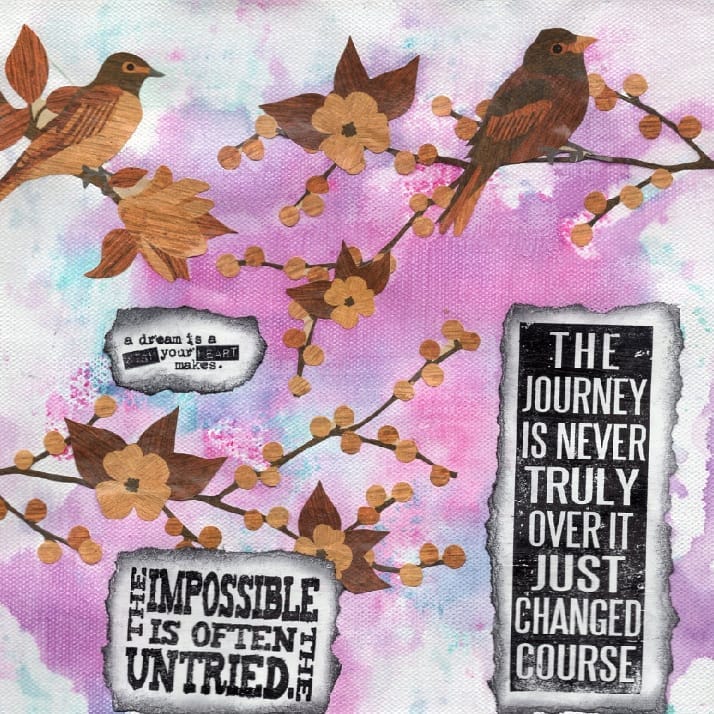 a dream is a
WISH your HEART
makes.
THE
JOURNEY
IS NEVER
TRULY
OVER IT
JUST
CHANGED
COURSE
THE
IMPOSSIBLE
IS OFTEN
UNTRIED.
THE